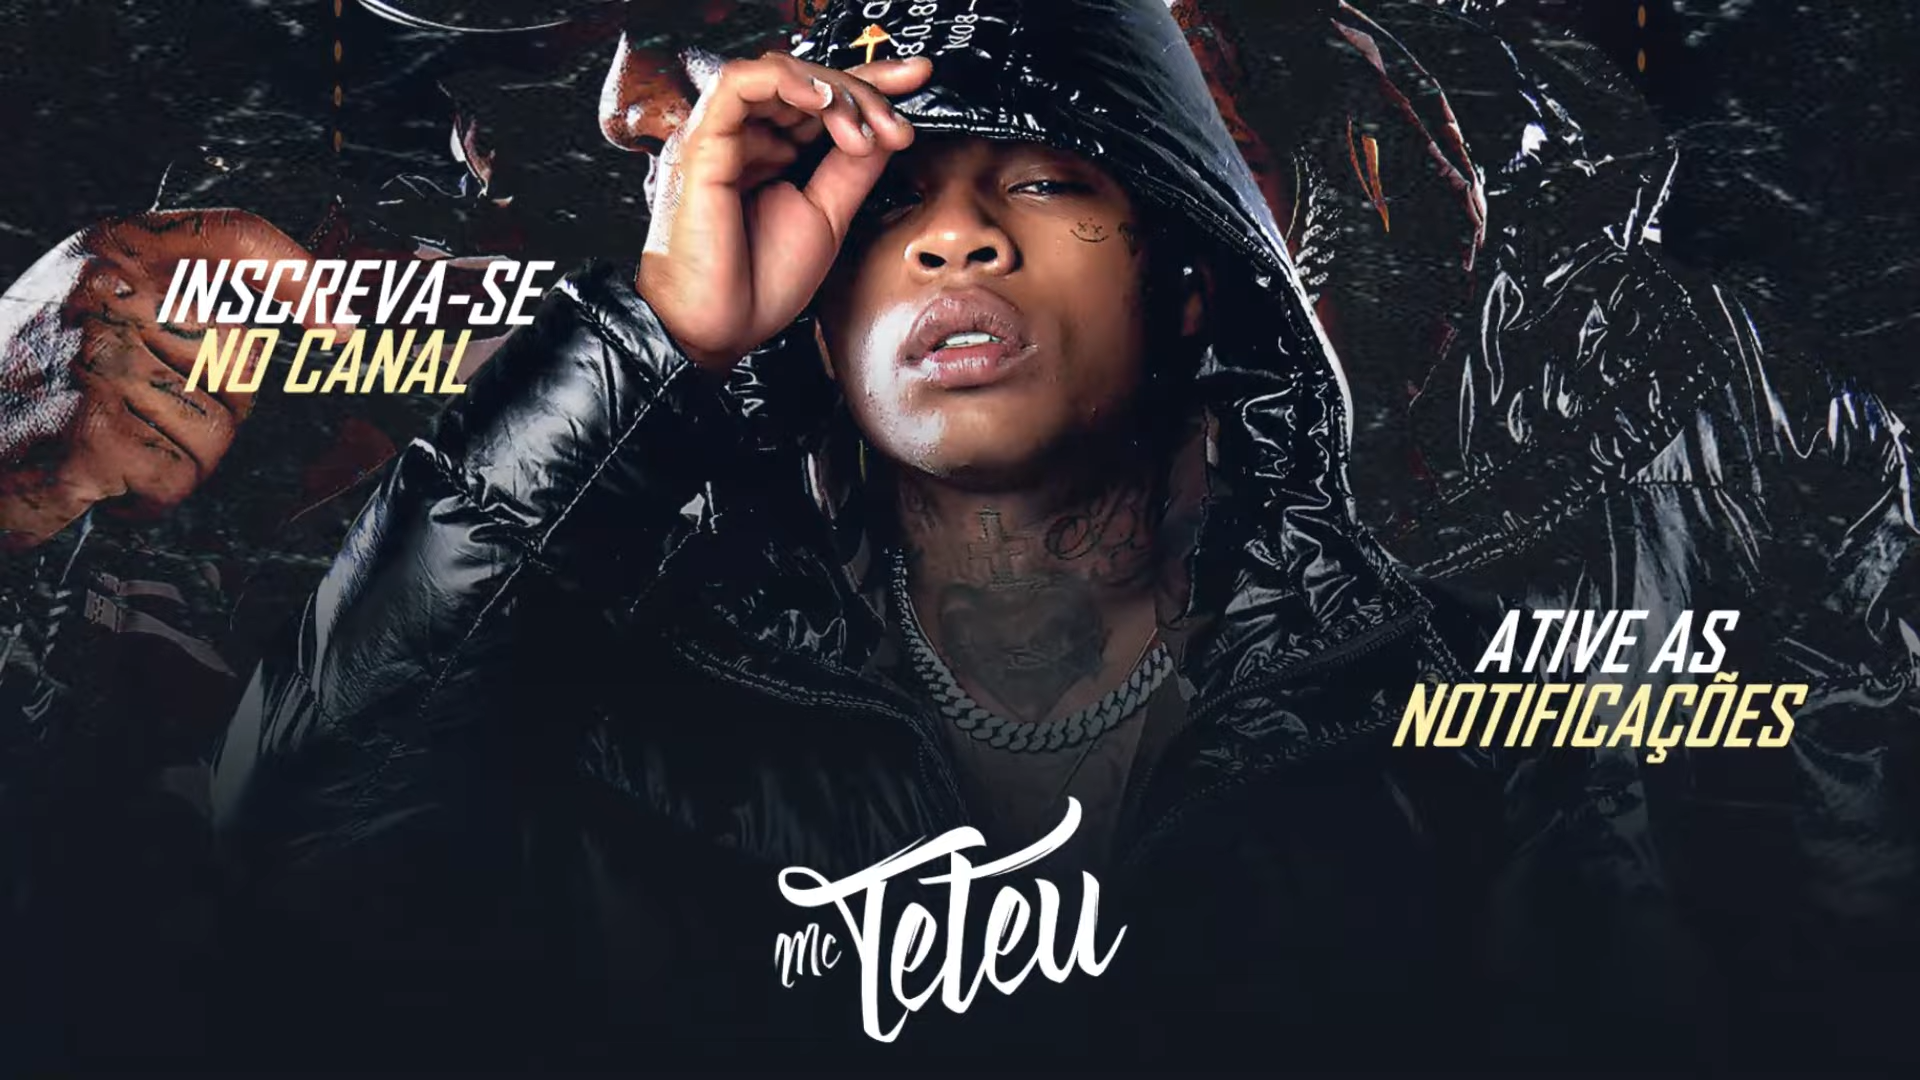 INSCREVA-SE
NO CANAL
ATIVE AS
NOTIFICAÇÕES
mc Teteu